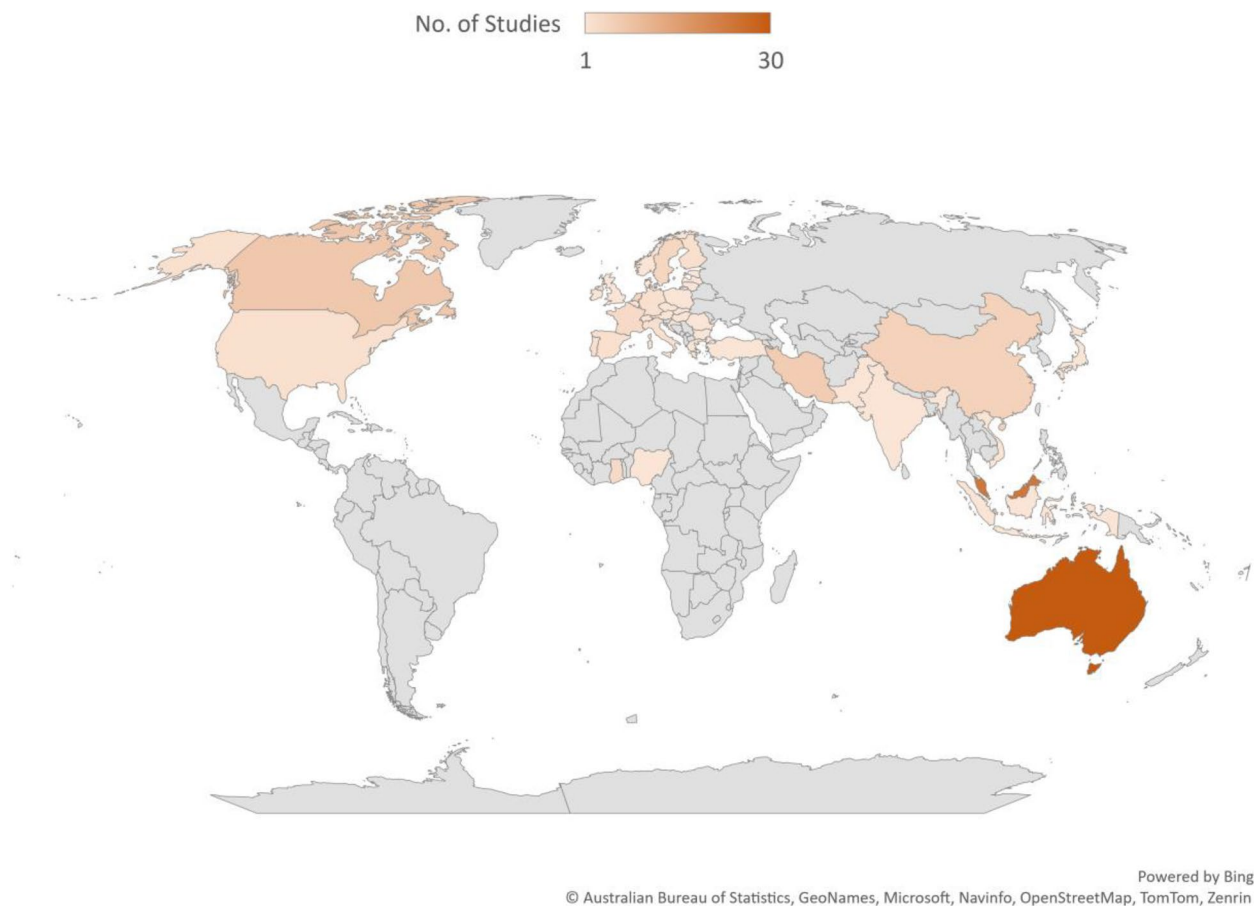 No. of Studies
1 30
Powered by Bing
© Australian Bureau of Statistics, GeoNames, Microsoft, Navinfo, OpenStreetMap, TomTom, Zenrin